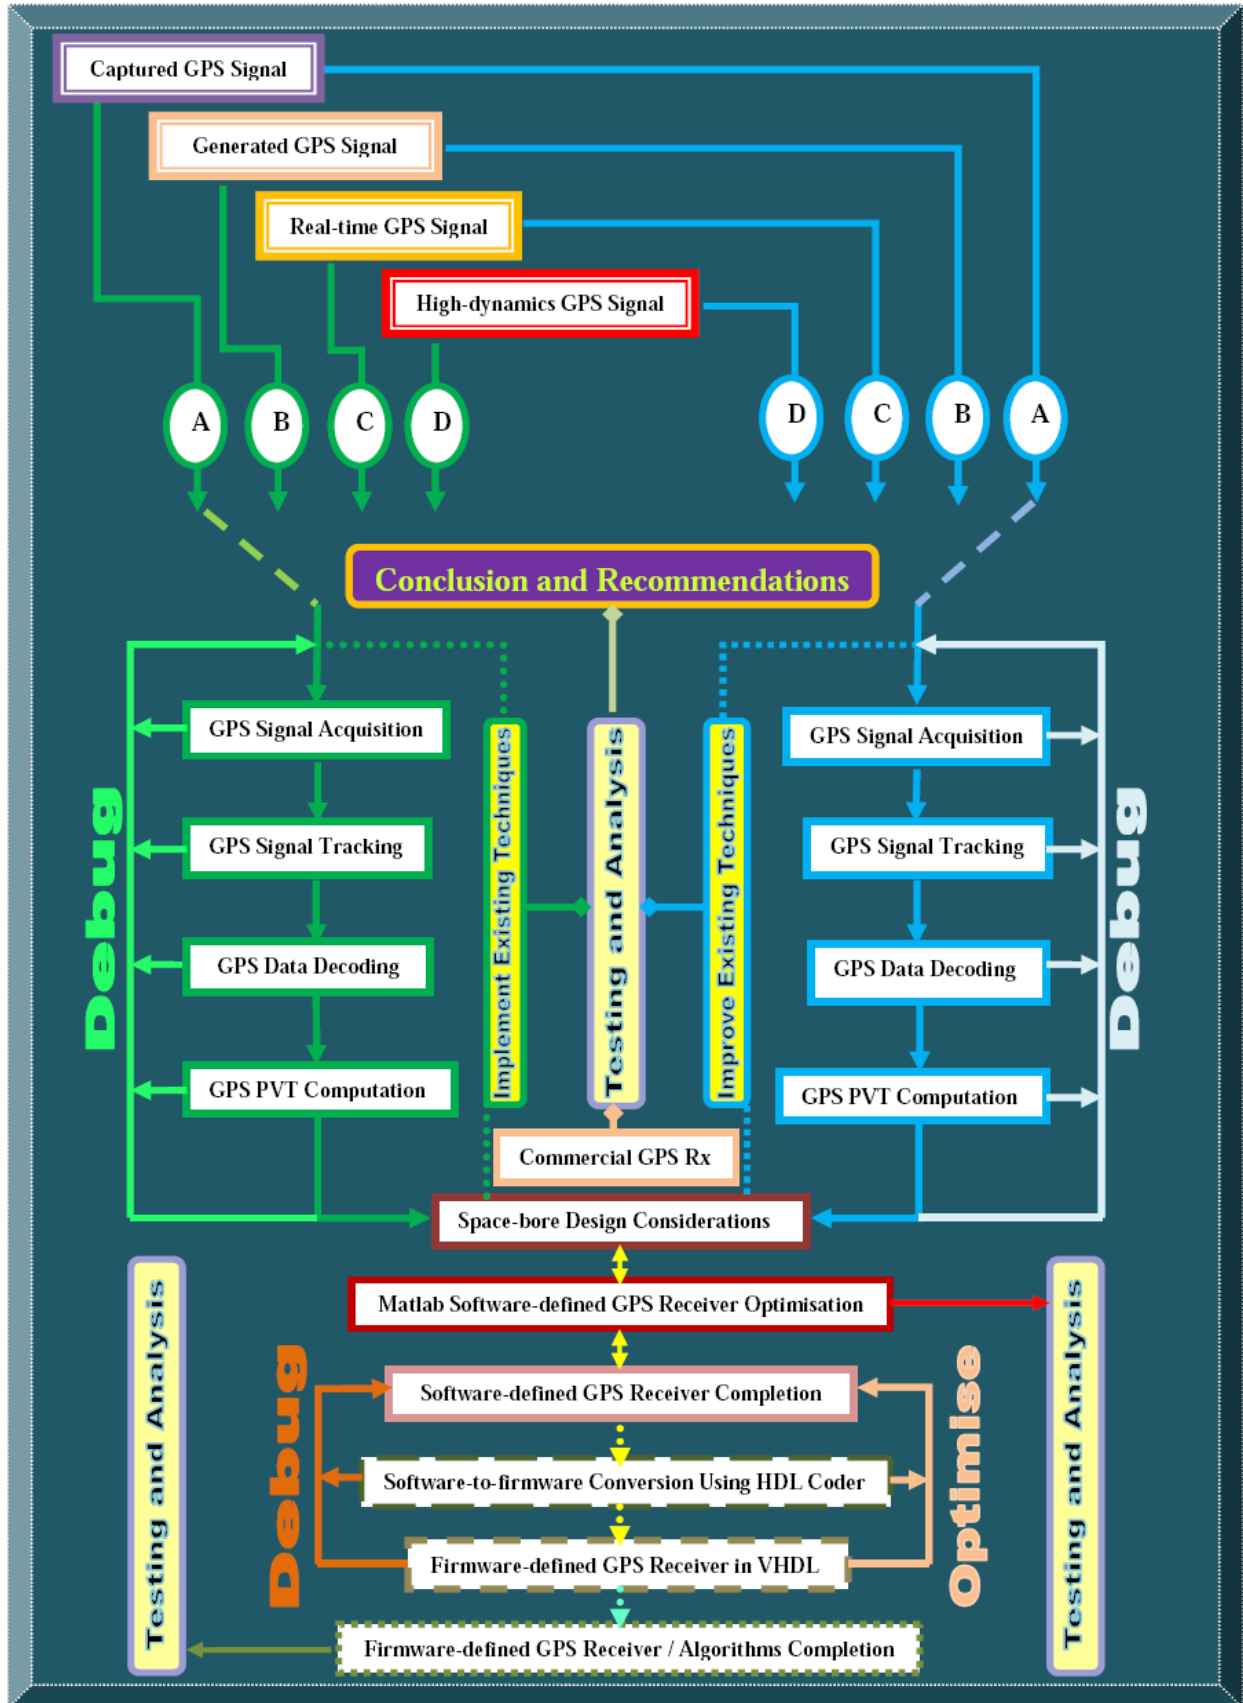 Captured GPS Signal
Generated GPS Signal
Real-time GPS Signal
High-dynamics GPS Signal
A
B
C
D
D
C
B
A
Conclusion and Recommendations
GPS Signal Acquisition
GPS Signal Tracking
GPS Data Decoding
GPS PVT Computation
Debug
Implement Existing Techniques
Testing and Analysis
Improve Existing Techniques
GPS Signal Acquisition
GPS Signal Tracking
GPS Data Decoding
GPS PVT Computation
Debug
Commercial GPS Rx
Space-bore Design Considerations
Matlab Software-defined GPS Receiver Optimisation
Testing and Analysis
Debug
Software-defined GPS Receiver Completion
Software-to-firmware Conversion Using HDL Coder
Firmware-defined GPS Receiver in VHDL
Optimise
Testing and Analysis
Firmware-defined GPS Receiver / Algorithms Completion